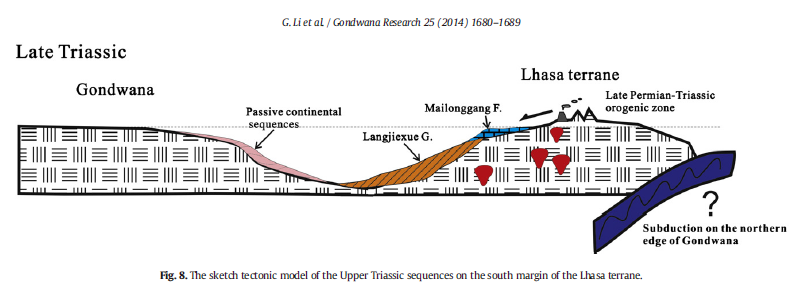 G. Li et al. / Gondwana Research 25 (2014) 1680–1689
Late Triassic
Gondwana
Lhasa terrane
Passive continental
sequences
Mailonggang F.
Late Permian-Triassic
orogenic zone
Langjiexue G.
?
Subduction on the northern
edge of Gondwana
Fig. 8. The sketch tectonic model of the Upper Triassic sequences on the south margin of the Lhasa terrane.